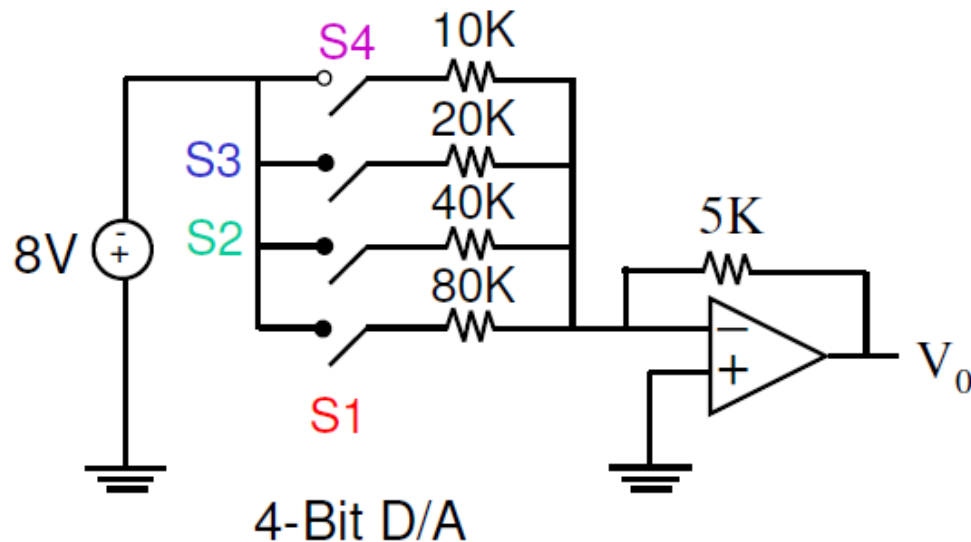 S4
10K
S3
20K
S2
40K
8V
-
+
80K
S1
5K
−
+
V₀
4-Bit D/A